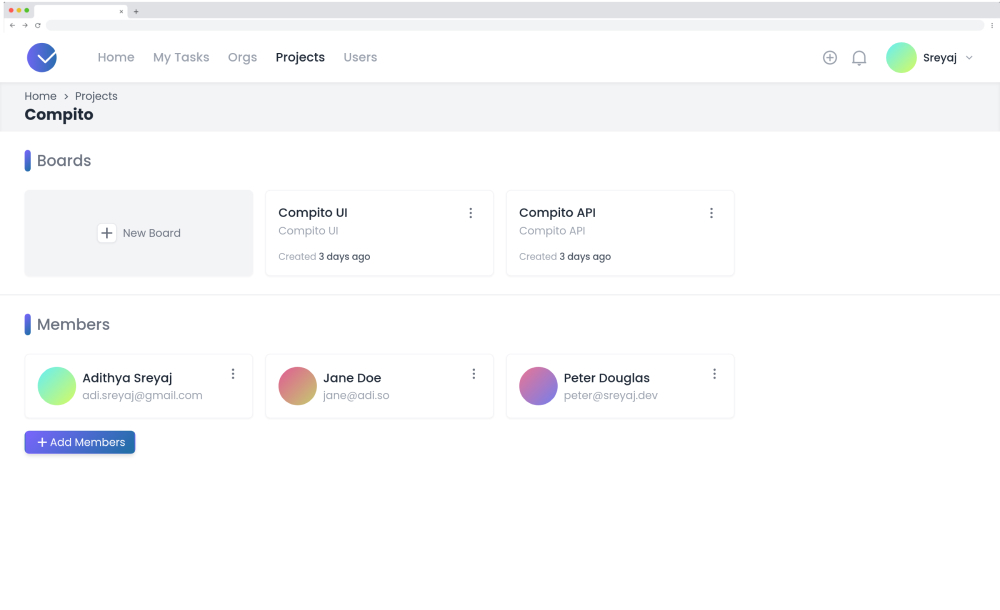 Home My Tasks Orgs Projects Users Sreyaj
Home > Projects
Compito
Boards
New Board
Compito UI
Compito UI
Created 3 days ago
Compito API
Compito API
Created 3 days ago
Members
Adithya Sreyaj
adi.sreyaj@gmail.com
Jane Doe
jane@adi.so
Peter Douglas
peter@sreyaj.dev
+ Add Members